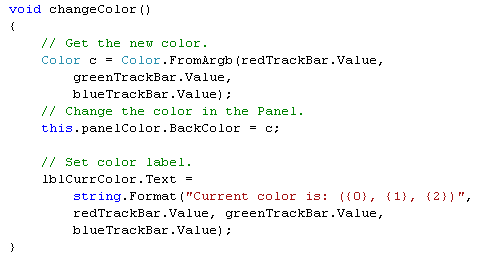 void changeColor()
{
// Get the new color.
Color c = Color.FromArgb(redTrackBar.Value,
greenTrackBar.Value,
blueTrackBar.Value);
// Change the color in the Panel.
this.panelColor.BackColor = c;
// Set color label.
lblCurrColor.Text =
string.Format("Current color is: ({0}, {1}, {2})",
redTrackBar.Value, greenTrackBar.Value,
blueTrackBar.Value);
}